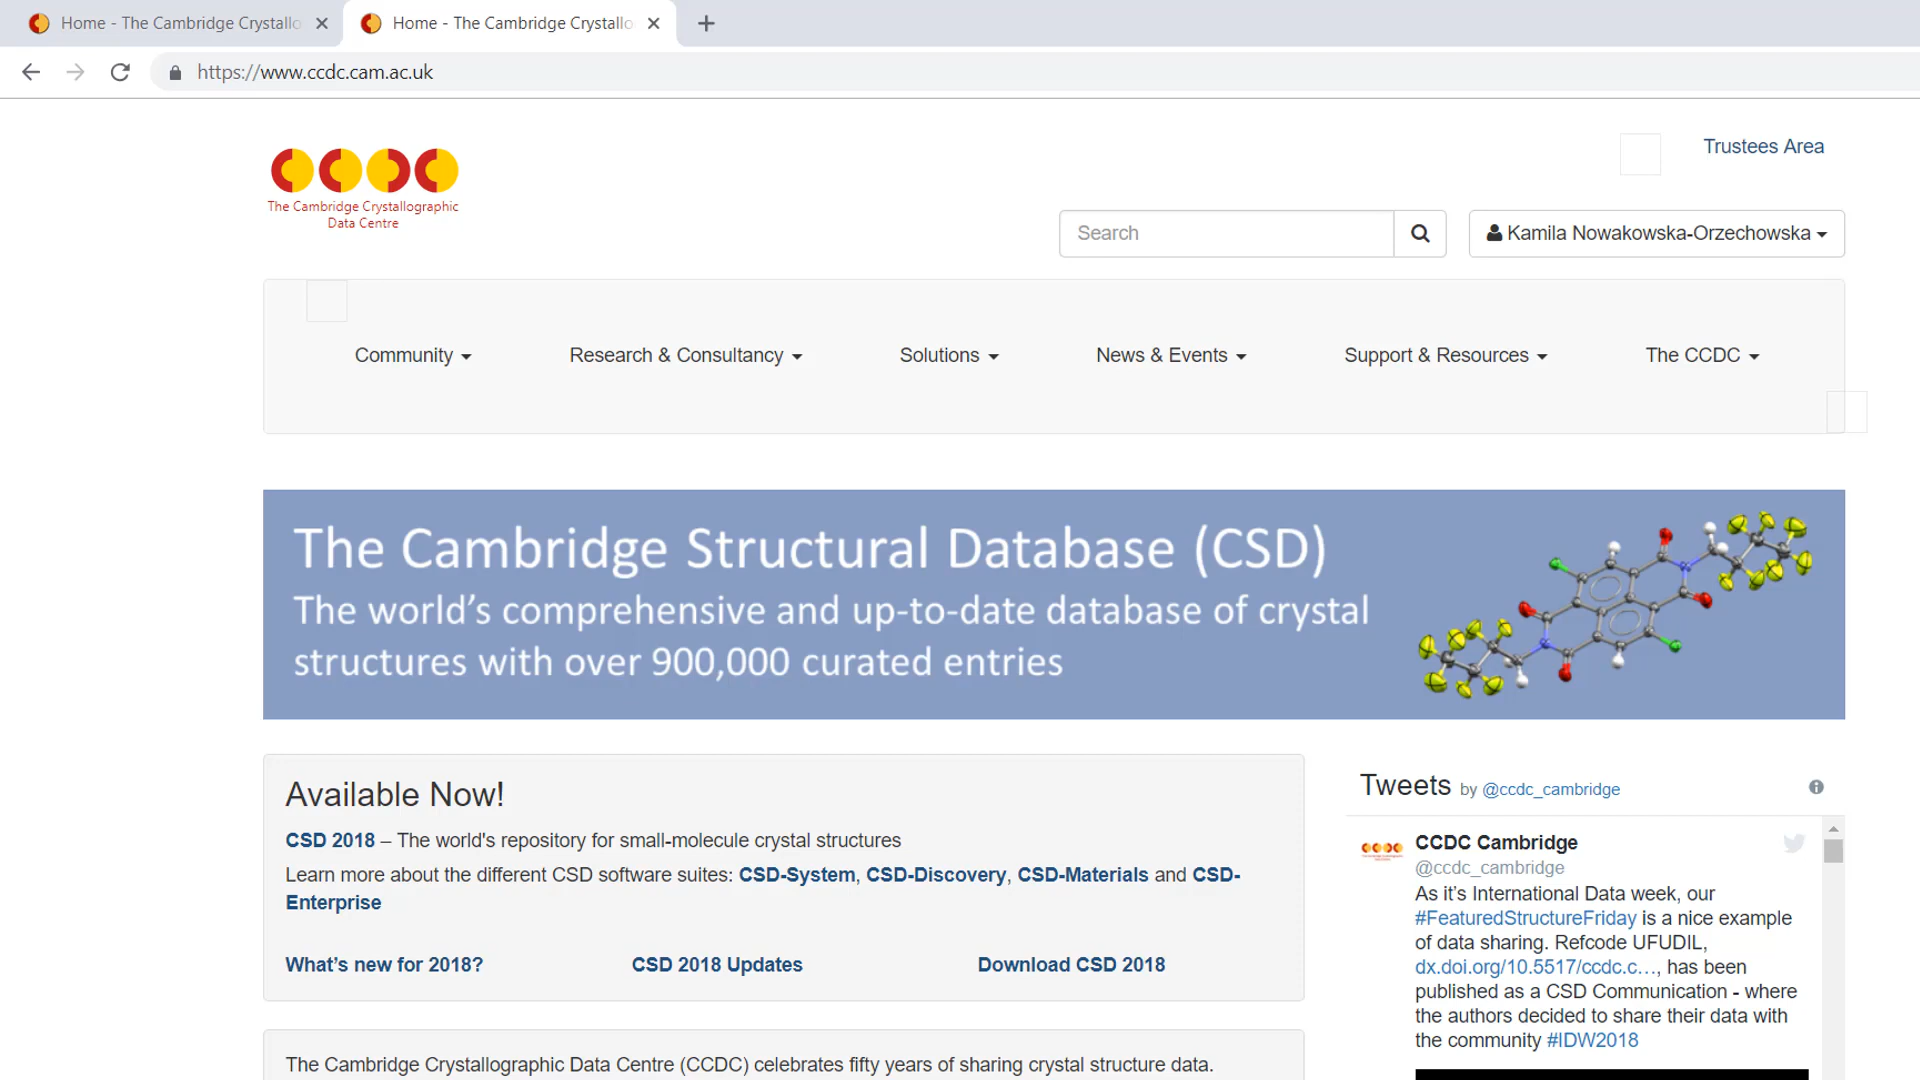 Home - The Cambridge Crystallo
Home - The Cambridge Crystallo
https://www.ccdc.cam.ac.uk
Trustees Area
The Cambridge Crystallographic
Data Centre
Search
Kamila Nowakowska-Orzechowska
Community
Research & Consultancy
Solutions
News & Events
Support & Resources
The CCDC
The Cambridge Structural Database (CSD)
The world's comprehensive and up-to-date database of crystal
structures with over 900,000 curated entries
Available Now!
CSD 2018 – The world's repository for small-molecule crystal structures
Learn more about the different CSD software suites: CSD-System, CSD-Discovery, CSD-Materials and CSD-
Enterprise
What's new for 2018?
CSD 2018 Updates
Download CSD 2018
The Cambridge Crystallographic Data Centre (CCDC) celebrates fifty years of sharing crystal structure data.
Tweets by @ccdc_cambridge
CCDC Cambridge
@ccdc_cambridge
As it's International Data week, our
#FeaturedStructureFriday is a nice example
of data sharing. Refcode UFUDIL,
dx.doi.org/10.5517/ccdc.c…, has been
published as a CSD Communication - where
the authors decided to share their data with
the community #IDW2018